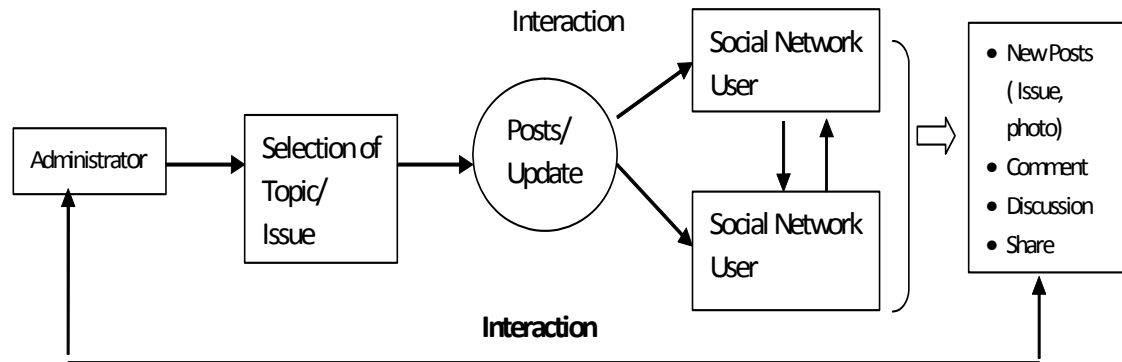 Interaction
Administrator
Selection of
Topic/
Issue
Posts/
Update
Social Network
User
Social Network
User
• New Posts
( Issue,
photo)
• Comment
• Discussion
• Share
Interaction